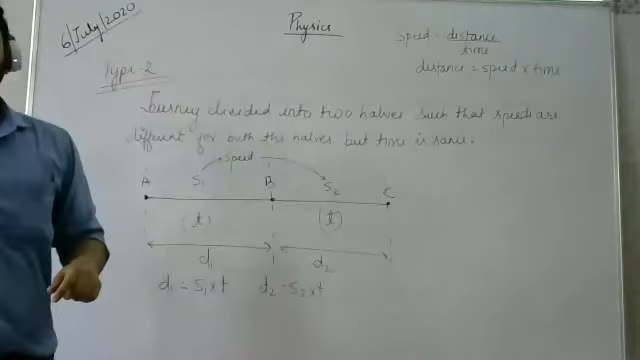 6/July/2020
Physics
speed = distance
time
distance = speed x time
Type-2
Journey divided into two halves such that speeds are
different for both the halves but time is same.
speed
A S1 B S2 C
(t) (t)
d1 d2
d1 = S1 x t d2 = S2 x t